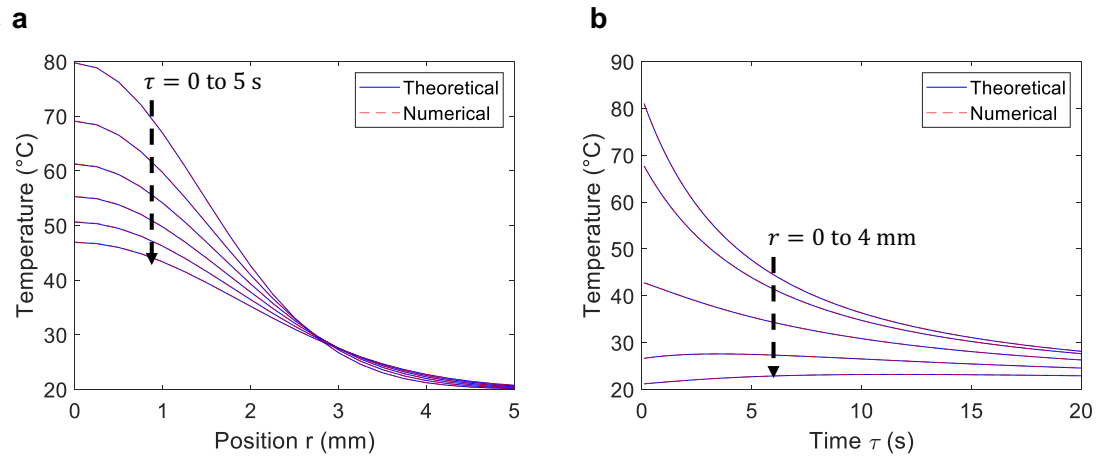 a
τ = 0 to 5 s
Theoretical
Numerical
Temperature (°C)
80
70
60
50
40
30
20
0
1
2
3
4
5
Position r (mm)
b
r = 0 to 4 mm
Theoretical
Numerical
Temperature (°C)
90
80
70
60
50
40
30
20
0
5
10
15
20
Time τ (s)